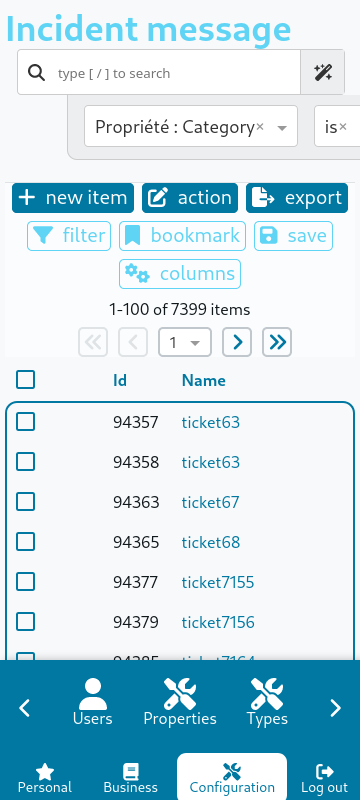 Incident message
type [ / ] to search
Propriété : Category× is×
new item action export
filter bookmark save
columns
1-100 of 7399 items
1
Id Name
94357 ticket63
94358 ticket63
94363 ticket67
94365 ticket68
94377 ticket7155
94379 ticket7156
94385 ticket7164
Users Properties Types
Personal Business Configuration Log out